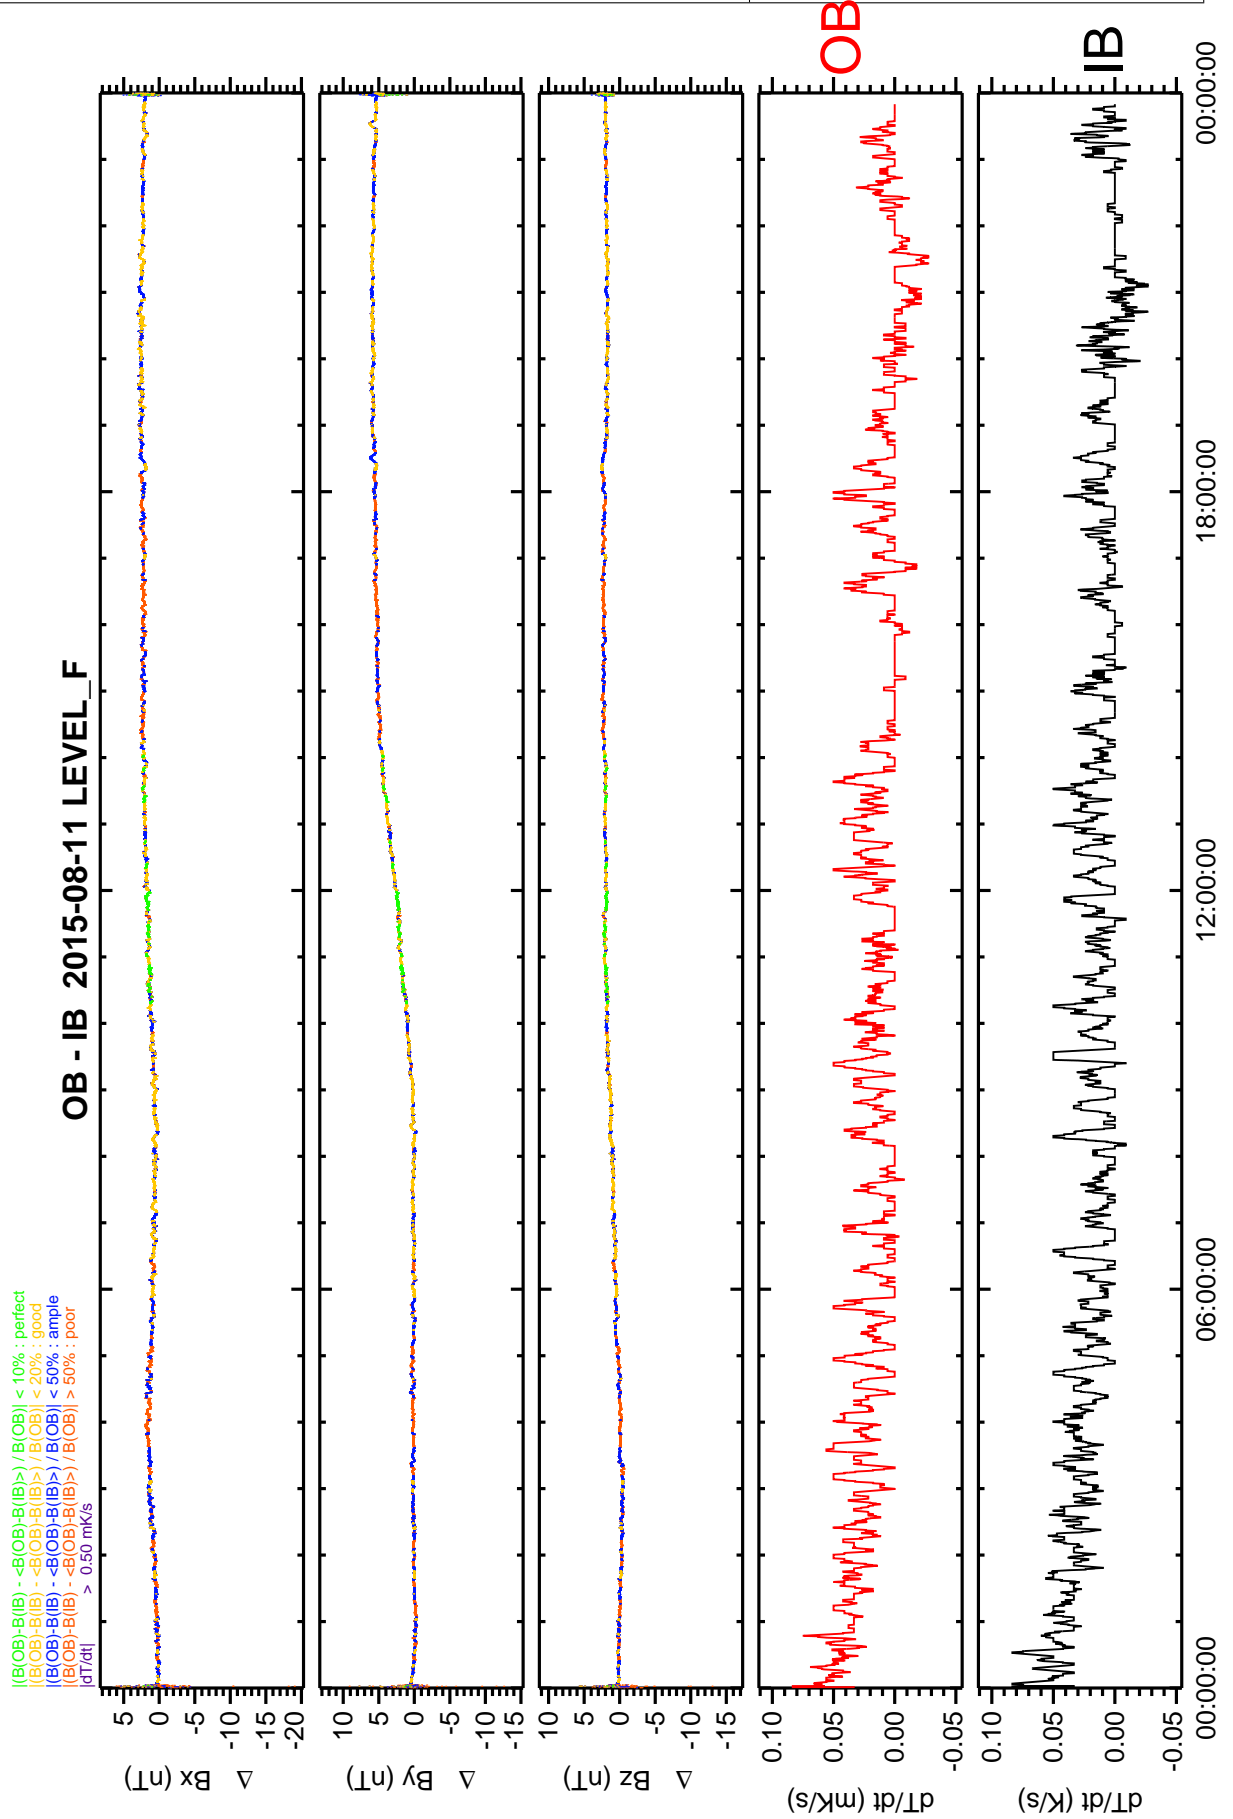 |(B(OB)-B(IB) - <B(OB)-B(IB)>) / B(OB)| < 10% : perfect
|(B(OB)-B(IB) - <B(OB)-B(IB)>) / B(OB)| < 20% : good
|(B(OB)-B(IB) - <B(OB)-B(IB)>) / B(OB)| < 50% : ample
|(B(OB)-B(IB) - <B(OB)-B(IB)>) / B(OB)| > 50% : poor
|dT/dt| > 0.50 mK/s
OB - IB 2015-08-11 LEVEL_F
Δ Bx (nT)
5
0
-5
-10
-15
-20
Δ By (nT)
10
5
0
-5
-10
-15
Δ Bz (nT)
10
5
0
-5
-10
-15
dT/dt (mK/s)
0.10
0.05
0.00
-0.05
OB
dT/dt (K/s)
0.10
0.05
0.00
-0.05
IB
00:00:00
06:00:00
12:00:00
18:00:00
00:00:00